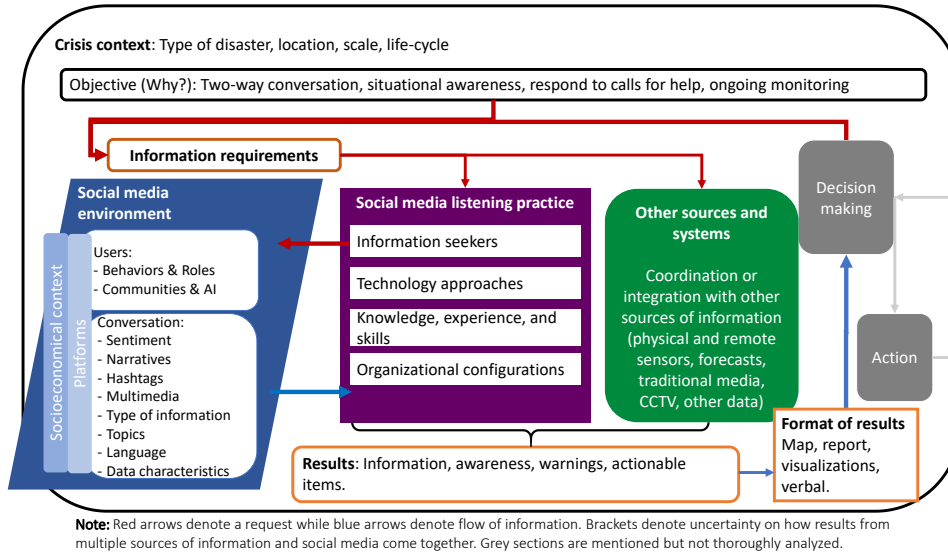 Crisis context: Type of disaster, location, scale, life-cycle
Objective (Why?): Two-way conversation, situational awareness, respond to calls for help, ongoing monitoring
Information requirements
Social media
environment
Socioeconomical context
Platforms
Users:
- Behaviors & Roles
- Communities & AI
Conversation:
- Sentiment
- Narratives
- Hashtags
- Multimedia
- Type of information
- Topics
- Language
- Data characteristics
Social media listening practice
Information seekers
Technology approaches
Knowledge, experience, and
skills
Organizational configurations
Other sources and
systems
Coordination or
integration with other
sources of information
(physical and remote
sensors, forecasts,
traditional media,
CCTV, other data)
Decision
making
Action
Results: Information, awareness, warnings, actionable
items.
Format of results
Map, report,
visualizations,
verbal.
Note: Red arrows denote a request while blue arrows denote flow of information. Brackets denote uncertainty on how results from
multiple sources of information and social media come together. Grey sections are mentioned but not thoroughly analyzed.